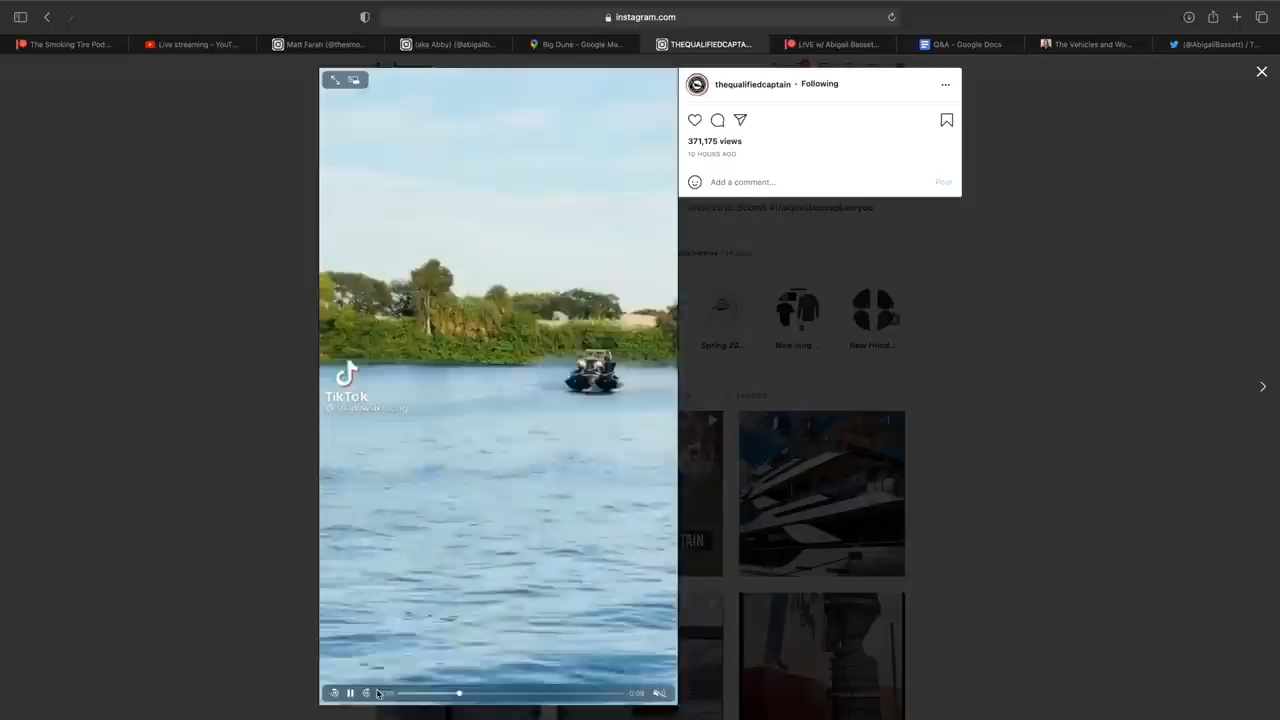 instagram.com
The Smoking Tire Pod...
Live streaming – YouT...
Matt Farah (@thesmo...
(aka Abby) (@abigailb...
Big Dune - Google Ma...
THEQUALIFIEDCAPTA...
LIVE w/ Abigail Basset...
Q&A - Google Docs
The Vehicles and Wo...
(@AbigailBassett) / T...
thequalifiedcaptain • Following
371,175 views
10 HOURS AGO
Add a comment...
Post
Spring 20...
New long ...
New Hood...
TikTok
TAIN
0:09